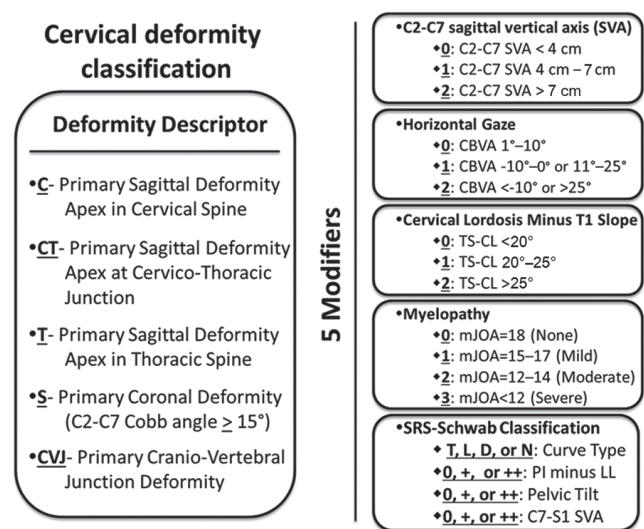 Cervical deformity
classification
Deformity Descriptor
•C- Primary Sagittal Deformity
Apex in Cervical Spine
•CT- Primary Sagittal Deformity
Apex at Cervico-Thoracic
Junction
•T- Primary Sagittal Deformity
Apex in Thoracic Spine
•S- Primary Coronal Deformity
(C2-C7 Cobb angle ≥ 15°)
•CVJ- Primary Cranio-Vertebral
Junction Deformity
5 Modifiers
•C2-C7 sagittal vertical axis (SVA)
◆0: C2-C7 SVA < 4 cm
◆1: C2-C7 SVA 4 cm – 7 cm
◆2: C2-C7 SVA > 7 cm
•Horizontal Gaze
◆0: CBVA 1°–10°
◆1: CBVA -10°–0° or 11°–25°
◆2: CBVA <-10° or >25°
•Cervical Lordosis Minus T1 Slope
◆0: TS-CL <20°
◆1: TS-CL 20°–25°
◆2: TS-CL >25°
•Myelopathy
◆0: mJOA=18 (None)
◆1: mJOA=15–17 (Mild)
◆2: mJOA=12–14 (Moderate)
◆3: mJOA<12 (Severe)
•SRS-Schwab Classification
◆T, L, D, or N: Curve Type
◆0, +, or ++: PI minus LL
◆0, +, or ++: Pelvic Tilt
◆0, +, or ++: C7-S1 SVA